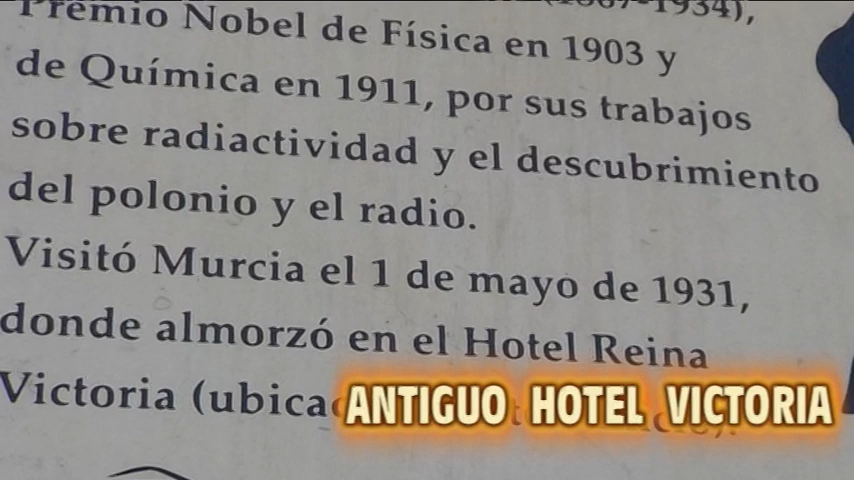 Premio Nobel de Física en 1903 y
de Química en 1911, por sus trabajos
sobre radiactividad y el descubrimiento
del polonio y el radio.
Visitó Murcia el 1 de mayo de 1931,
donde almorzó en el Hotel Reina
Victoria
ANTIGUO HOTEL VICTORIA